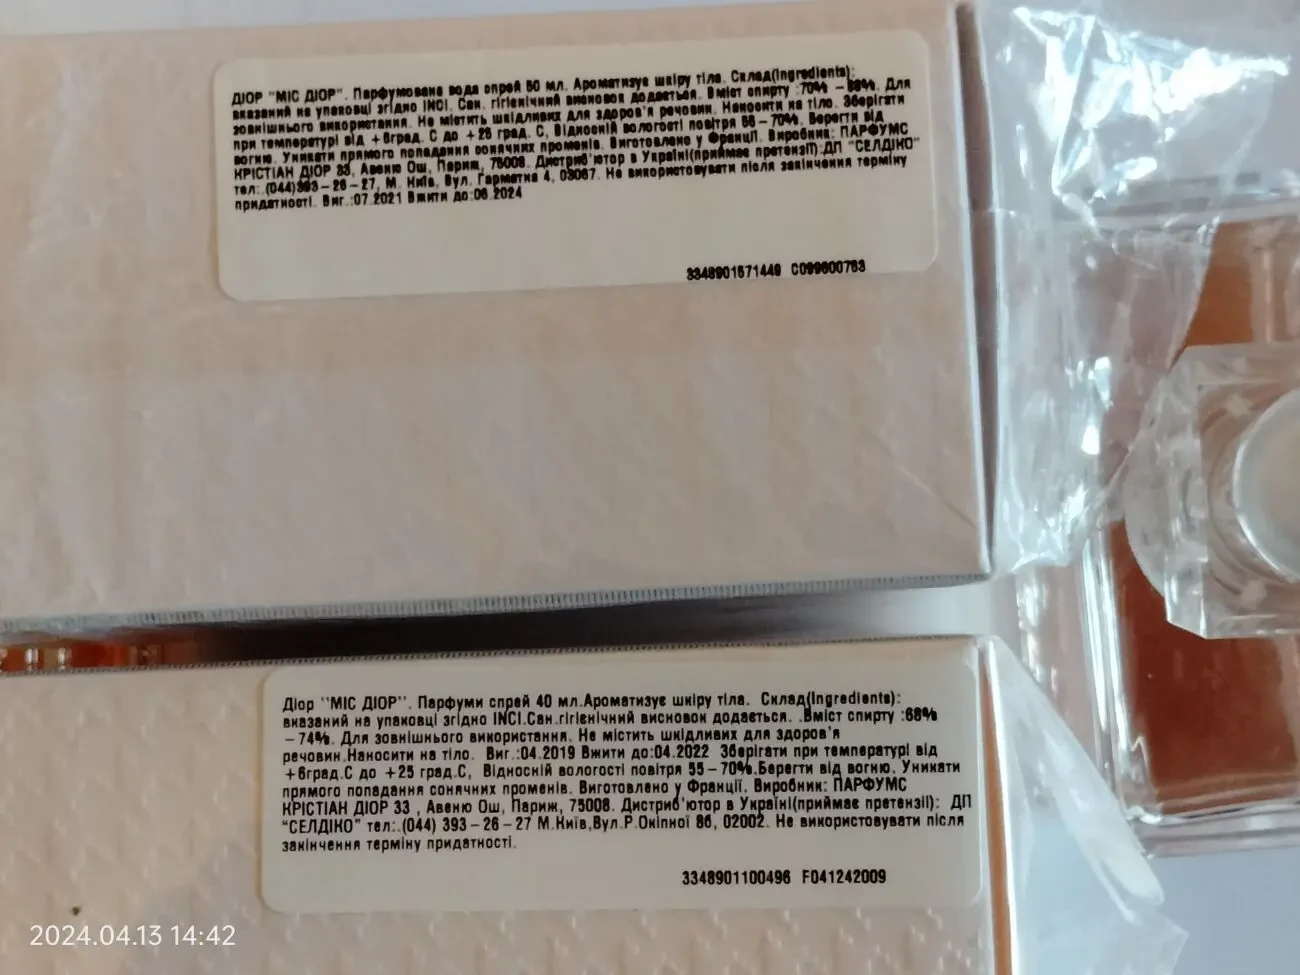 ДІОР "МІС ДІОР". Парфумована вода спрей 50 мл. Ароматизує шкіру тіла. Склад(Ingredients):
вказаний на упаковці згідно INCI. Сан. гігієнічний висновок додається. Вміст спирту :70% – 88%. Для
зовнішнього використання. Не містить шкідливих для здоров'я речовин. Наносити на тіло. Зберігати
при температурі від +6град. С до +25 град. С, Відносній вологості повітря 55–70%. Берегти від
вогню. Уникати прямого попадання сонячних променів. Виготовлено у Франції. Виробник: ПАРФУМС
КРІСТІАН ДІОР 33, Авеню Ош, Париж, 75008. Дистриб'ютор в Україні(приймає претензії):ДП "СЕЛДІКО"
тел:.(044)393–26–27, М. Київ, Вул. Гарматна 4, 03067. Не використовувати після закінчення терміну
придатності. Виг.:07.2021 Вжити до:06.2024
3348901571449 C099600763
Діор ''МІС ДІОР''. Парфуми спрей 40 мл.Ароматизує шкіру тіла. Склад(Ingredients):
вказаний на упаковці згідно INCI.Сан.гігієнічний висновок додається. .Вміст спирту :68%
–74%. Для зовнішнього використання. Не містить шкідливих для здоров'я
речовин.Наносити на тіло. Виг.:04.2019 Вжити до:04.2022 Зберігати при температурі від
+6град.С до +25 град.С, Відносній вологості повітря 55–70%.Берегти від вогню. Уникати
прямого попадання сонячних променів. Виготовлено у Франції. Виробник: ПАРФУМС
КРІСТІАН ДІОР 33 , Авеню Ош, Париж, 75008. Дистриб'ютор в Україні(приймає претензії): ДП
"СЕЛДІКО" тел:.(044) 393–26–27 М.Київ,Вул.Р.Окіпної 8б, 02002. Не використовувати після
закінчення терміну придатності.
3348901100496 F041242009
2024.04.13 14:42